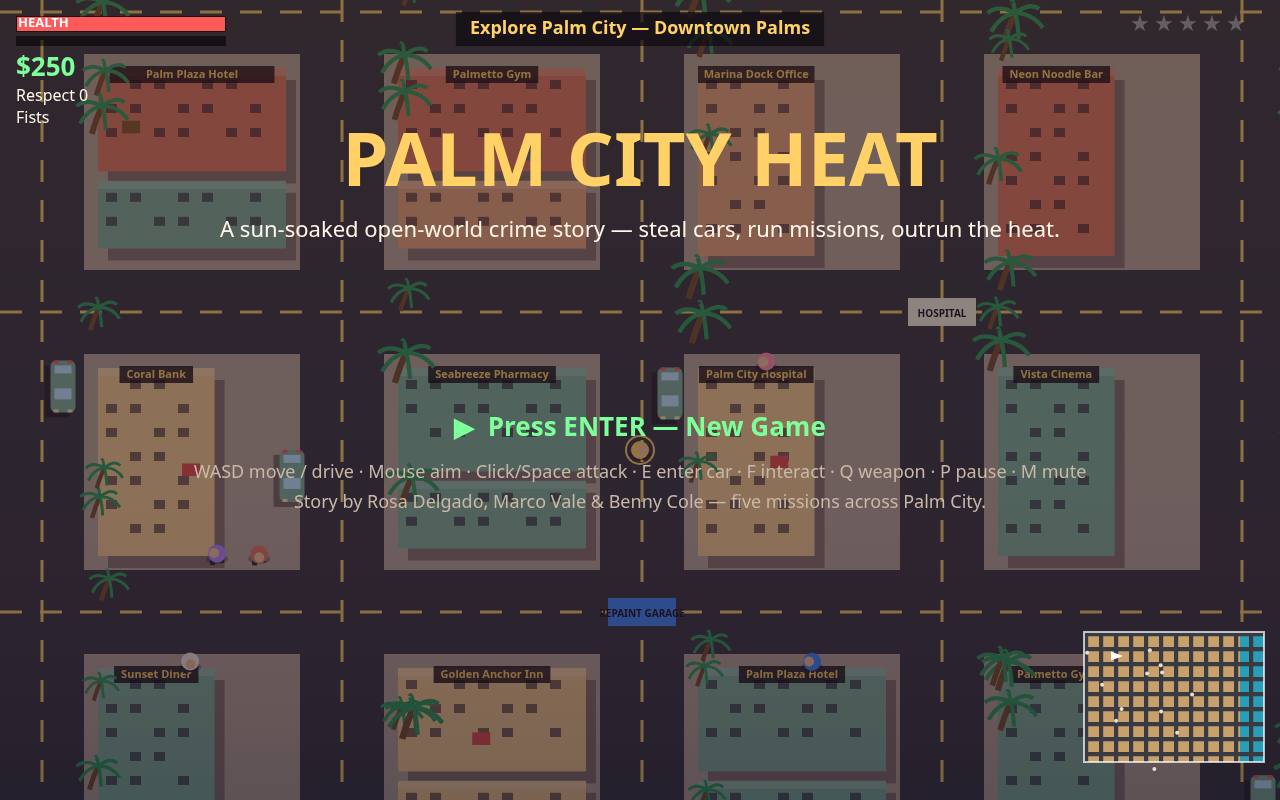 HEALTH
Explore Palm City — Downtown Palms
★★★★★
$250
Respect 0
Fists
Palm Plaza Hotel
Palmetto Gym
Marina Dock Office
Neon Noodle Bar
PALM CITY HEAT
A sun-soaked open-world crime story — steal cars, run missions, outrun the heat.
HOSPITAL
Coral Bank
Seabreeze Pharmacy
Palm City Hospital
Vista Cinema
▶ Press ENTER — New Game
WASD move / drive · Mouse aim · Click/Space attack · E enter car · F interact · Q weapon · P pause · M mute
Story by Rosa Delgado, Marco Vale & Benny Cole — five missions across Palm City.
REPAINT GARAGE
Sunset Diner
Golden Anchor Inn
Palm Plaza Hotel
Palmetto Gy